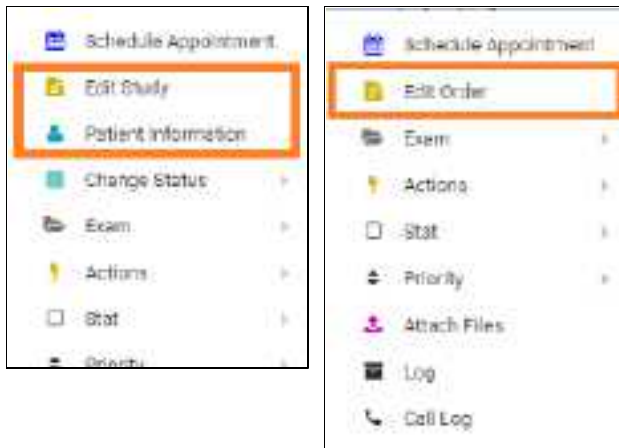 Schedule Appointment
Edit Study
Patient Information
Change Status
Exam
Actions
Stat
Priority
Schedule Appointment
Edit Order
Exam
Actions
Stat
Priority
Attach Files
Log
Call Log